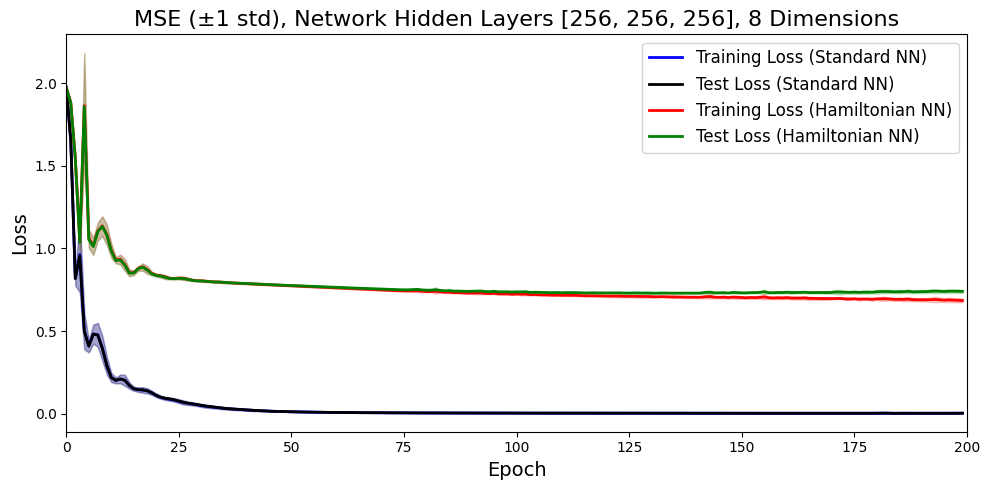 MSE (±1 std), Network Hidden Layers [256, 256, 256], 8 Dimensions
Training Loss (Standard NN)
Test Loss (Standard NN)
Training Loss (Hamiltonian NN)
Test Loss (Hamiltonian NN)
Loss
2.0
1.5
1.0
0.5
0.0
0 25 50 75 100 125 150 175 200
Epoch